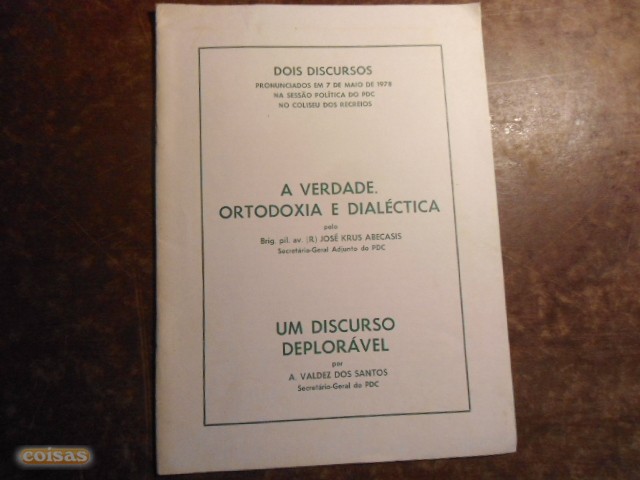 DOIS DISCURSOS
PRONUNCIADOS EM 7 DE MAIO DE 1978
NA SESSÃO POLÍTICA DO PDC
NO COLISEU DOS RECREIOS
A VERDADE.
ORTODOXIA E DIALÉCTICA
pelo
Brig. pil. av. (R) JOSÉ KRUS ABECASIS
Secretário-Geral Adjunto do PDC
UM DISCURSO
DEPLORÁVEL
por
A. VALDEZ DOS SANTOS
Secretário-Geral do PDC
coisas